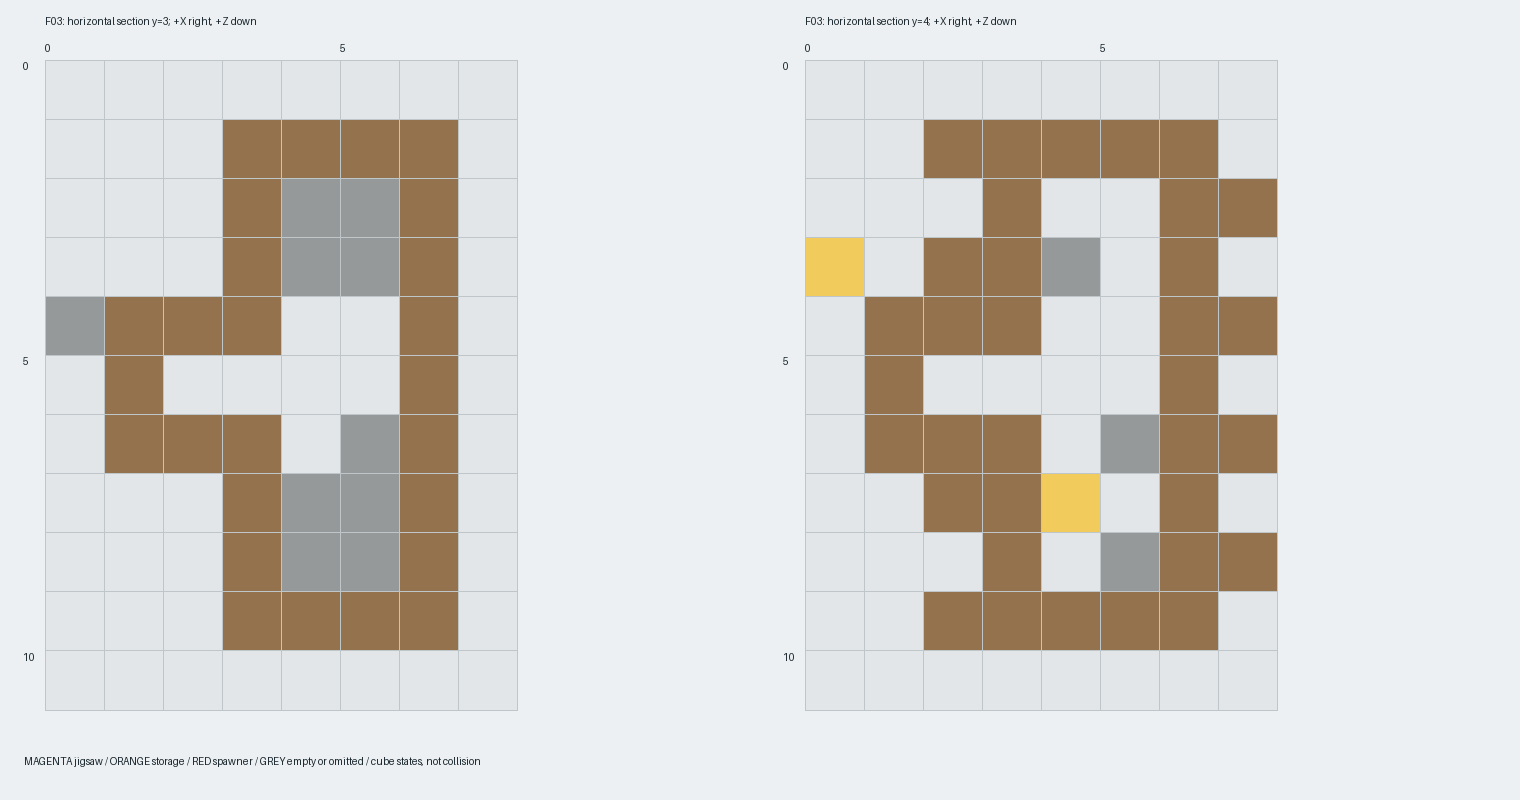 F03: horizontal section y=3; +X right, +Z down
F03: horizontal section y=4; +X right, +Z down
0 5
0 5
0 0
5 5
10 10
MAGENTA jigsaw / ORANGE storage / RED spawner / GREY empty or omitted / cube states, not collision